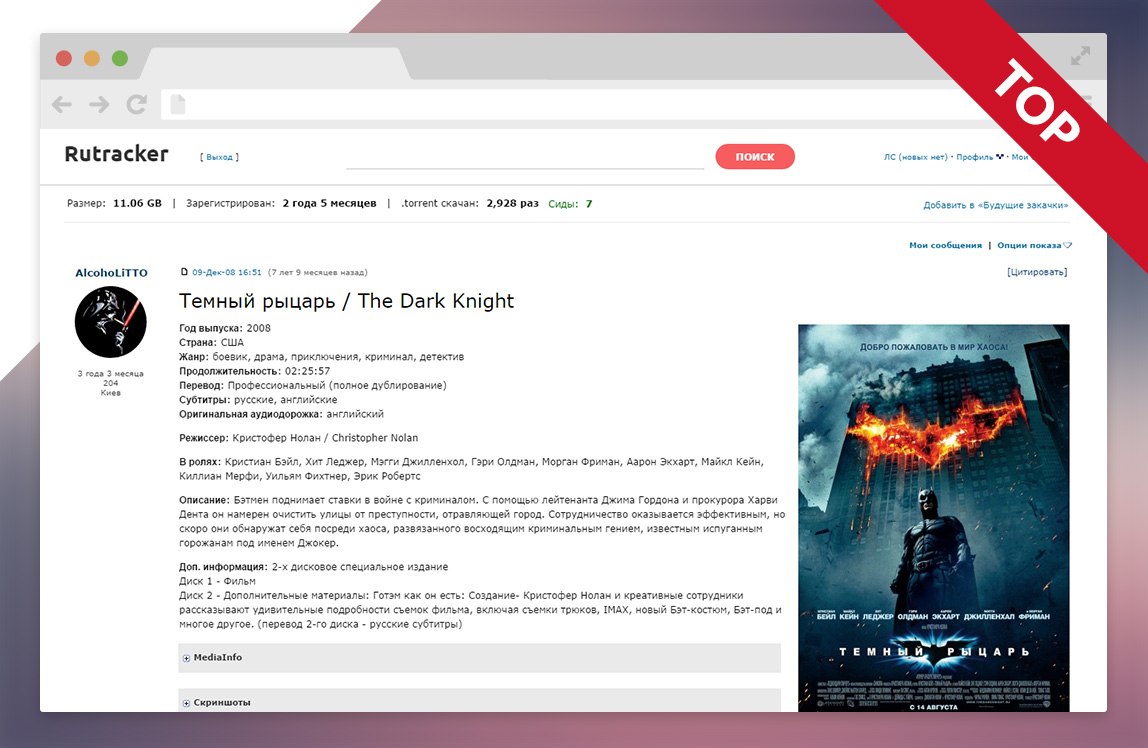 TOP
Rutracker
[ Выход ]
ПОИСК
ЛС (новых нет) · Профиль · Мои
Размер: 11.06 GB | Зарегистрирован: 2 года 5 месяцев | .torrent скачан: 2,928 раз Сиды: 7
Добавить в «Будущие закачки»
Мои сообщения | Опции показа
AlcohoLiTTO
3 года 3 месяца
204
Киев
09-Дек-08 16:51 (7 лет 9 месяцев назад)
[Цитировать]
Темный рыцарь / The Dark Knight
Год выпуска: 2008
Страна: США
Жанр: боевик, драма, приключения, криминал, детектив
Продолжительность: 02:25:57
Перевод: Профессиональный (полное дублирование)
Субтитры: русские, английские
Оригинальная аудиодорожка: английский
Режиссер: Кристофер Нолан / Christopher Nolan
В ролях: Кристиан Бэйл, Хит Леджер, Мэгги Джилленхол, Гэри Олдман, Морган Фриман, Аарон Экхарт, Майкл Кейн,
Киллиан Мерфи, Уильям Фихтнер, Эрик Робертс
Описание: Бэтмен поднимает ставки в войне с криминалом. С помощью лейтенанта Джима Гордона и прокурора Харви
Дента он намерен очистить улицы от преступности, отравляющей город. Сотрудничество оказывается эффективным, но
скоро они обнаружат себя посреди хаоса, развязанного восходящим криминальным гением, известным испуганным
горожанам под именем Джокер.
Доп. информация: 2-х дисковое специальное издание
Диск 1 - Фильм
Диск 2 - Дополнительные материалы: Готэм как он есть: Создание- Кристофер Нолан и креативные сотрудники
рассказывают удивительные подробности съемок фильма, включая съемки трюков, IMAX, новый Бэт-костюм, Бэт-под и
многое другое. (перевод 2-го диска - русские субтитры)
MediaInfo
Скриншоты
ДОБРО ПОЖАЛОВАТЬ В МИР ХАОСА!
БЕЙЛ КЕЙН ЛЕДЖЕР ОЛДМАН ЭКХАРТ ДЖИЛЛЕНХАЛ ФРИМАН
ТЕМНЫЙ РЫЦАРЬ
С 14 АВГУСТА